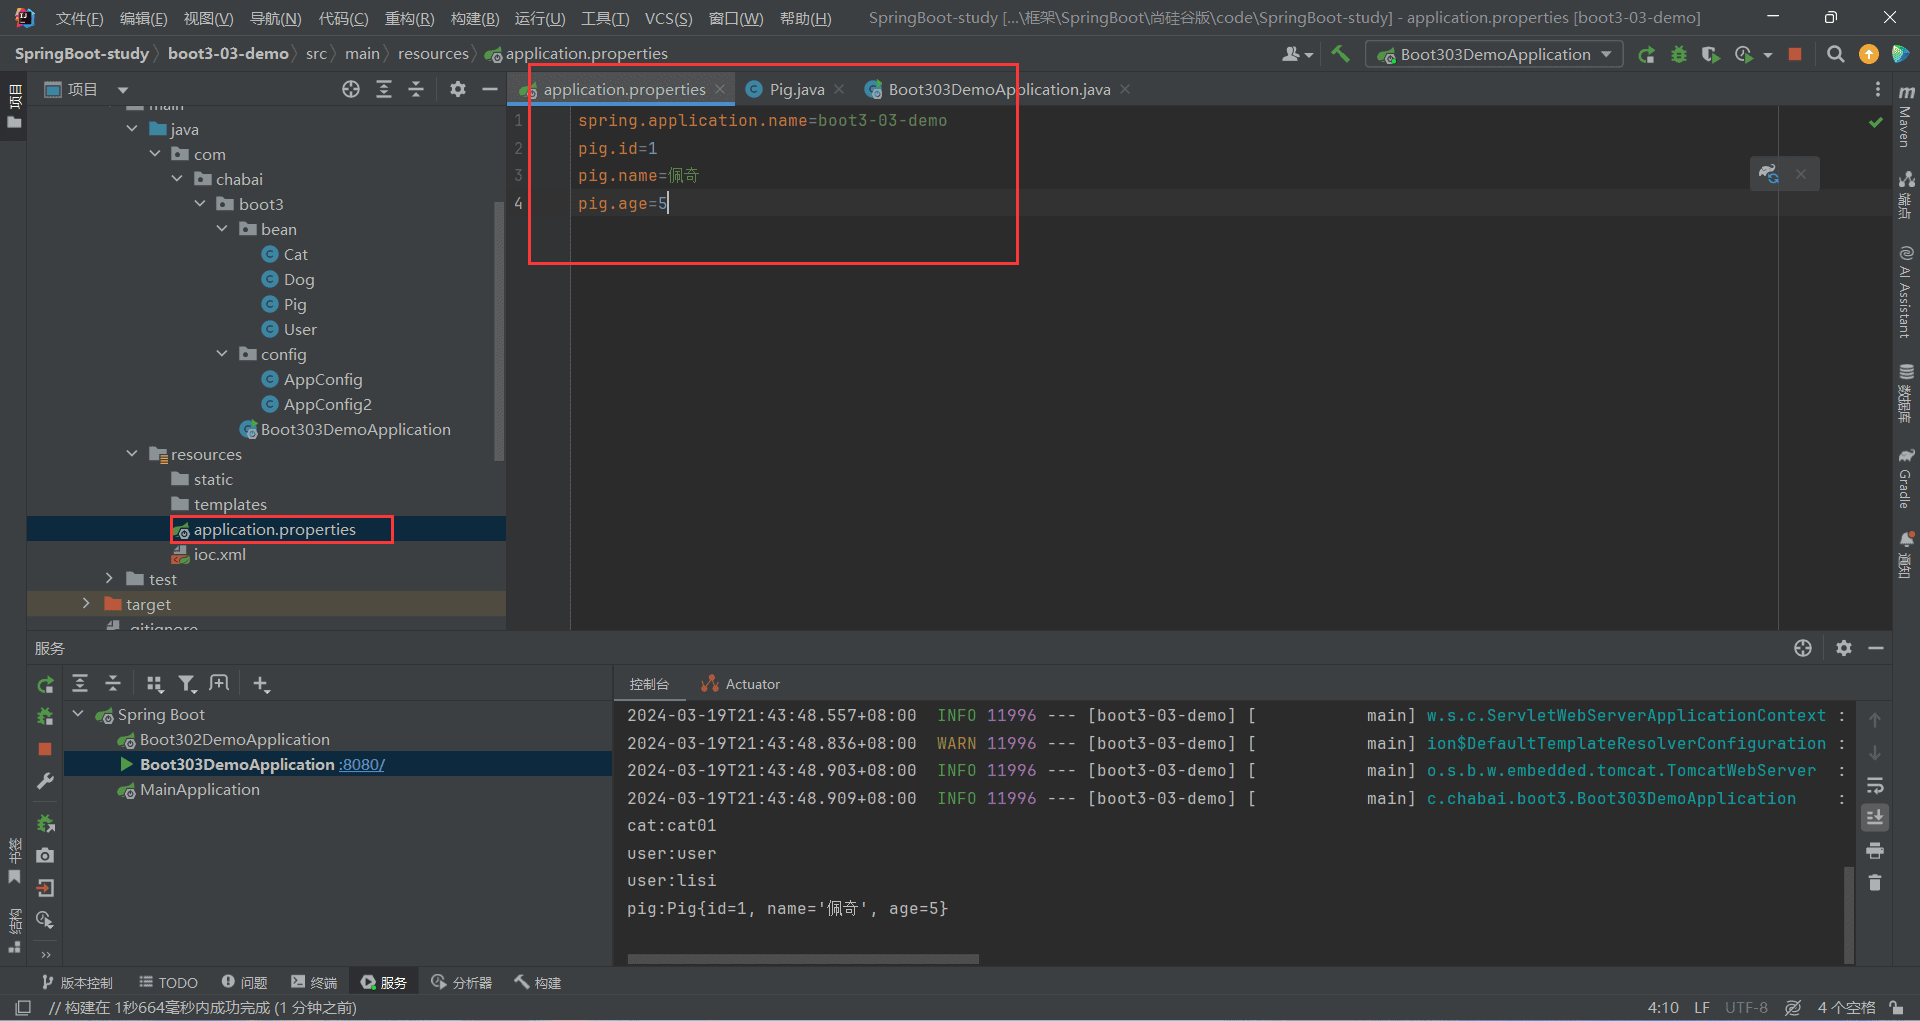 文件(F) 编辑(E) 视图(V) 导航(N) 代码(C) 重构(R) 构建(B) 运行(U) 工具(T) VCS(S) 窗口(W) 帮助(H) SpringBoot-study [...\框架\SpringBoot\尚硅谷版\code\SpringBoot-study] - application.properties [boot3-03-demo]
SpringBoot-study boot3-03-demo src main resources application.properties Boot303DemoApplication
项目
项目
application.properties Pig.java Boot303DemoApplication.java
main
java
com
chabai
boot3
bean
Cat
Dog
Pig
User
config
AppConfig
AppConfig2
Boot303DemoApplication
resources
static
templates
application.properties
ioc.xml
test
target
.gitignore
1 spring.application.name=boot3-03-demo
2 pig.id=1
3 pig.name=佩奇
4 pig.age=5
Maven
端点
AI Assistant
数据库
Gradle
通知
服务
Spring Boot
Boot302DemoApplication
Boot303DemoApplication :8080/
MainApplication
控制台 Actuator
2024-03-19T21:43:48.557+08:00 INFO 11996 --- [boot3-03-demo] [ main] w.s.c.ServletWebServerApplicationContext :
2024-03-19T21:43:48.836+08:00 WARN 11996 --- [boot3-03-demo] [ main] ion$DefaultTemplateResolverConfiguration :
2024-03-19T21:43:48.903+08:00 INFO 11996 --- [boot3-03-demo] [ main] o.s.b.w.embedded.tomcat.TomcatWebServer :
2024-03-19T21:43:48.909+08:00 INFO 11996 --- [boot3-03-demo] [ main] c.chabai.boot3.Boot303DemoApplication :
cat:cat01
user:user
user:lisi
pig:Pig{id=1, name='佩奇', age=5}
书签
结构
版本控制 TODO 问题 终端 服务 分析器 构建
// 构建在 1秒664毫秒内成功完成 (1 分钟之前) 4:10 LF UTF-8 4 个空格